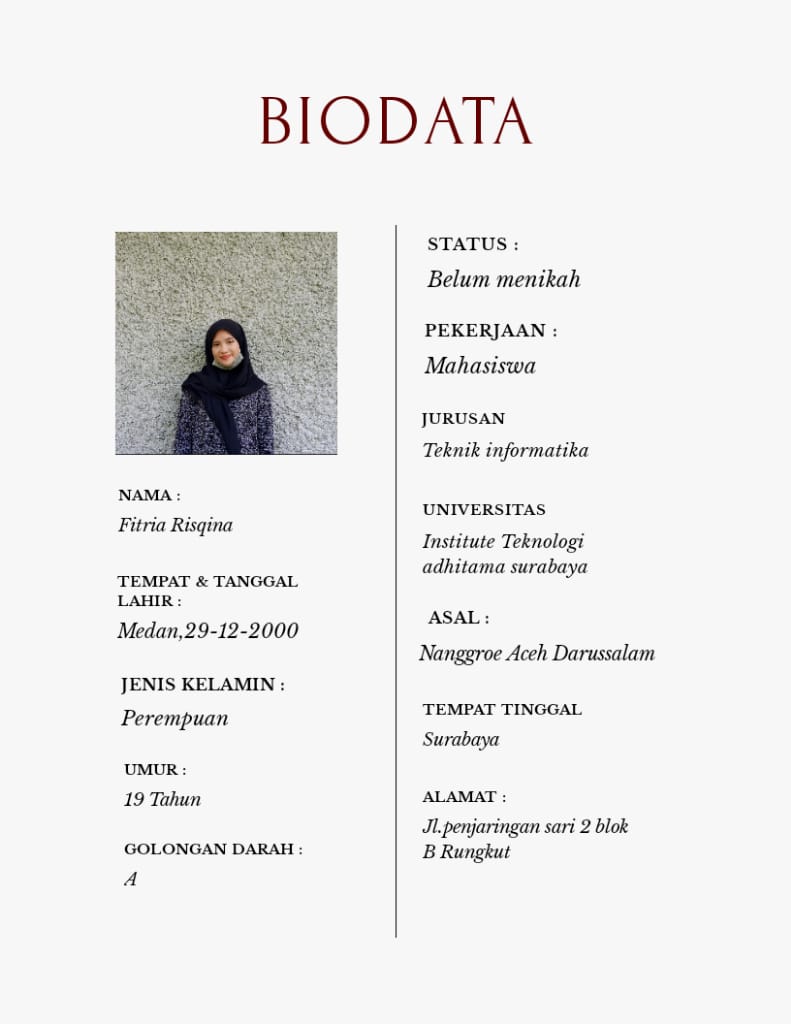 BIODATA
NAMA :
Fitria Risqina
TEMPAT & TANGGAL
LAHIR :
Medan,29-12-2000
JENIS KELAMIN :
Perempuan
UMUR :
19 Tahun
GOLONGAN DARAH :
A
STATUS :
Belum menikah
PEKERJAAN :
Mahasiswa
JURUSAN
Teknik informatika
UNIVERSITAS
Institute Teknologi
adhitama surabaya
ASAL :
Nanggroe Aceh Darussalam
TEMPAT TINGGAL
Surabaya
ALAMAT :
Jl.penjaringan sari 2 blok
B Rungkut